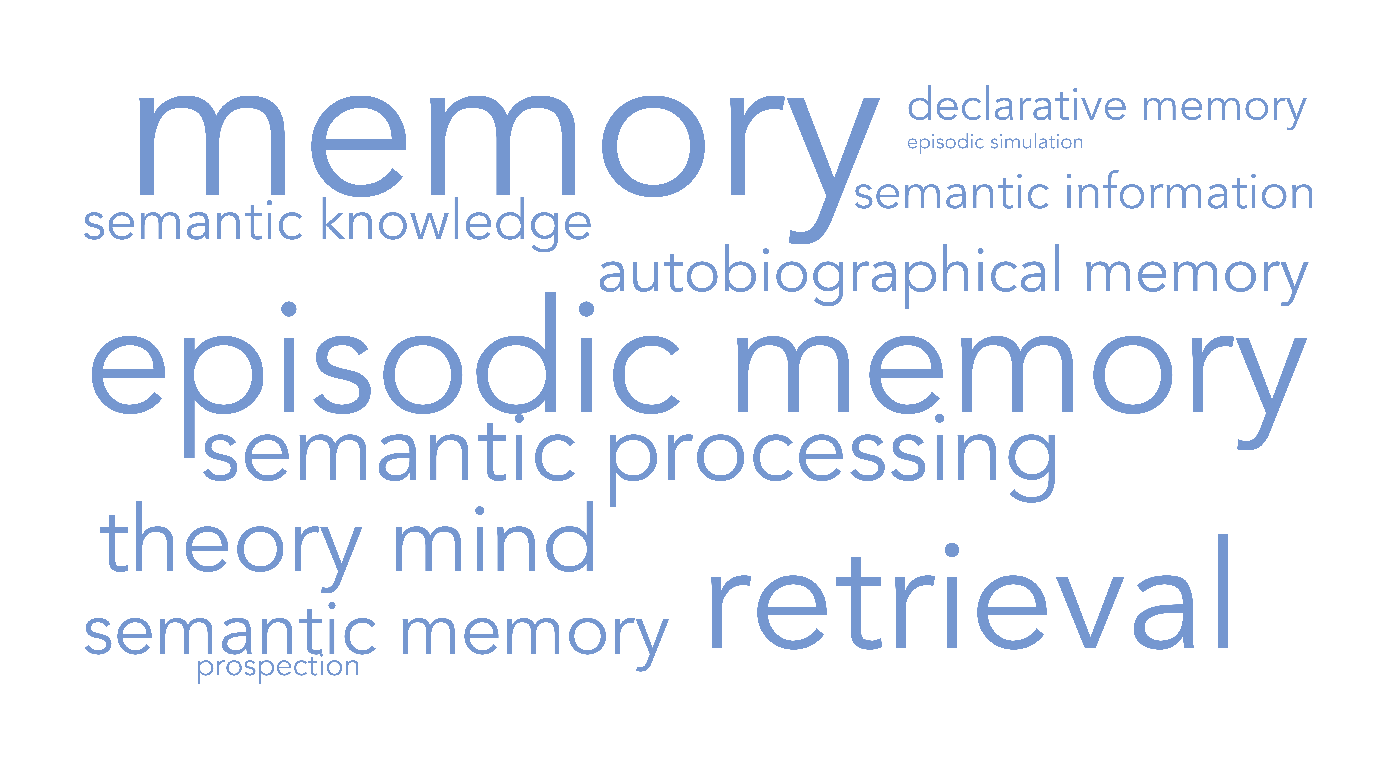 memory
declarative memory
episodic simulation
semantic information
semantic knowledge
autobiographical memory
episodic memory
semantic processing
theory mind
retrieval
semantic memory
prospection